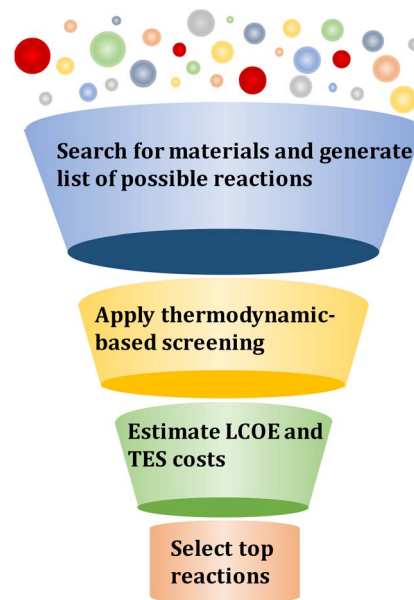 Search for materials and generate
list of possible reactions
Apply thermodynamic-
based screening
Estimate LCOE and
TES costs
Select top
reactions